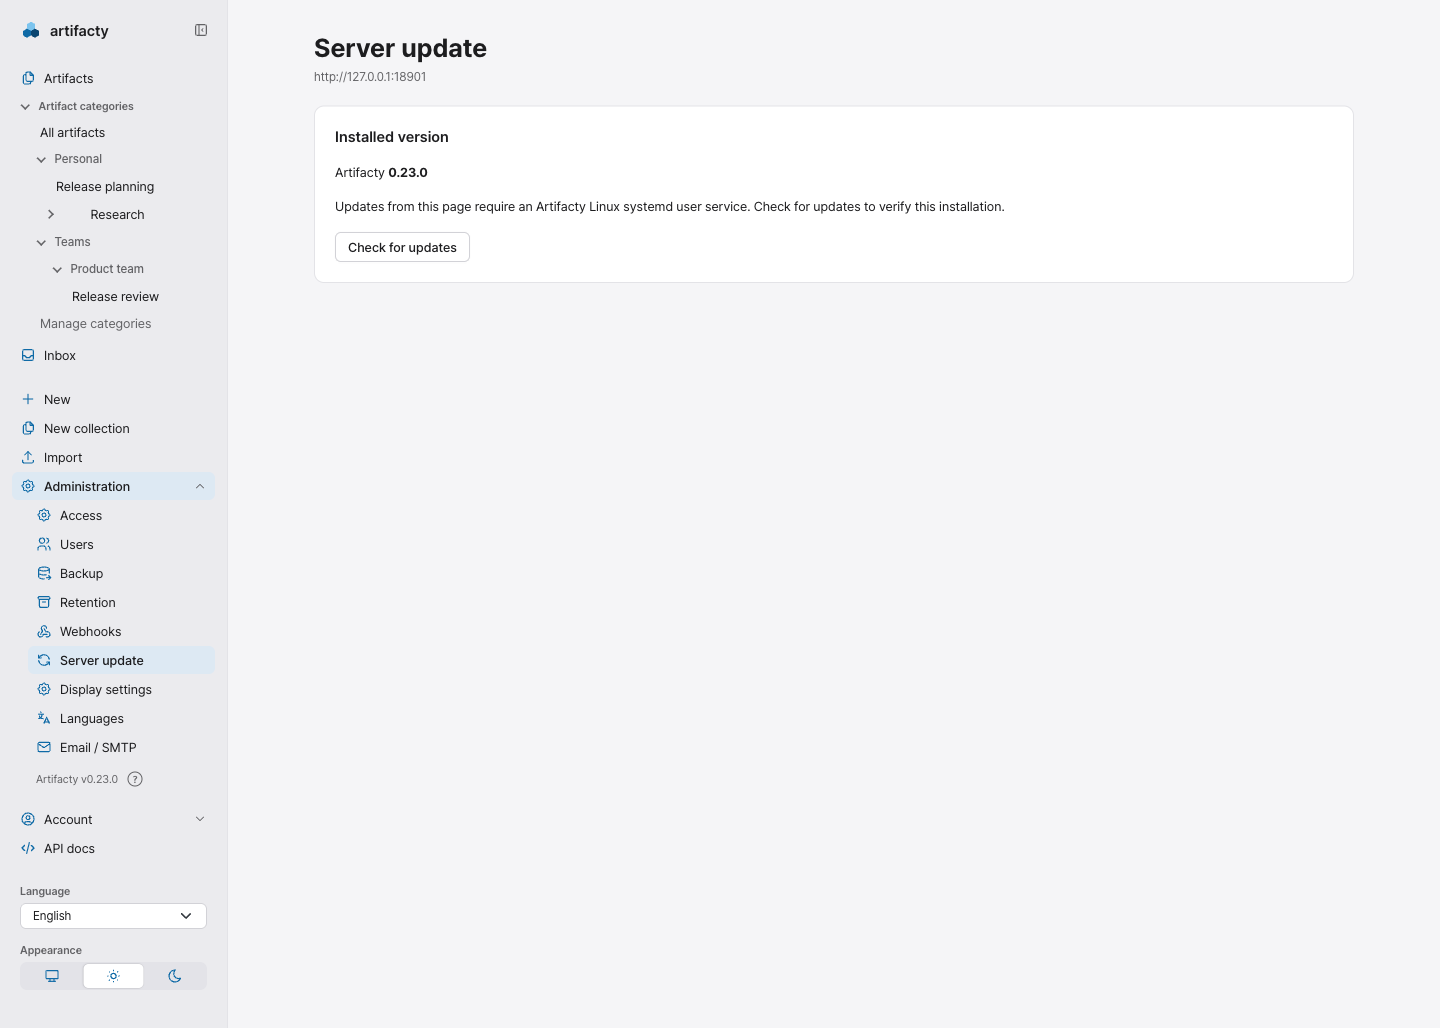 artifacty
Artifacts
Artifact categories
All artifacts
Personal
Release planning
Research
Teams
Product team
Release review
Manage categories
Inbox
New
New collection
Import
Administration
Access
Users
Backup
Retention
Webhooks
Server update
Display settings
Languages
Email / SMTP
Artifacty v0.23.0 ?
Account
API docs
Language
English
Appearance
Server update
http://127.0.0.1:18901
Installed version
Artifacty 0.23.0
Updates from this page require an Artifacty Linux systemd user service. Check for updates to verify this installation.
Check for updates